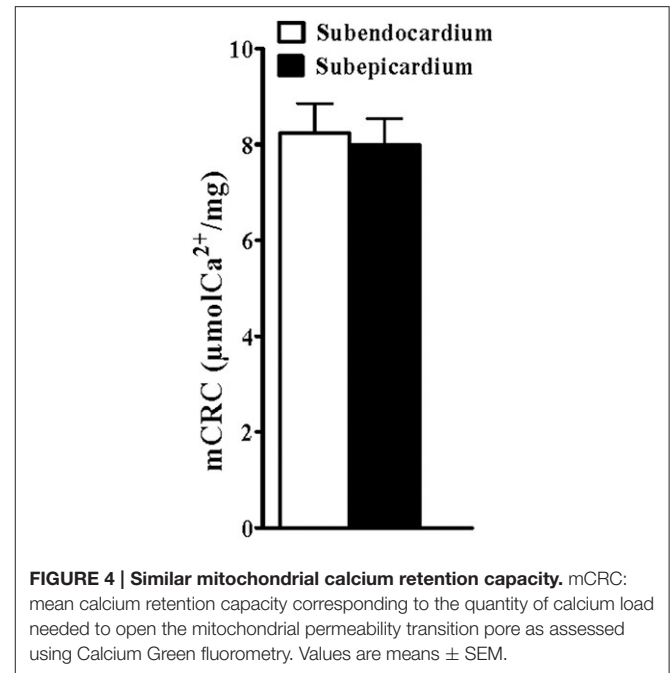 Subendocardium
Subepicardium
10
8
6
4
2
0
mCRC (µmolCa²⁺/mg)
FIGURE 4 | Similar mitochondrial calcium retention capacity. mCRC:
mean calcium retention capacity corresponding to the quantity of calcium load
needed to open the mitochondrial permeability transition pore as assessed
using Calcium Green fluorometry. Values are means ± SEM.